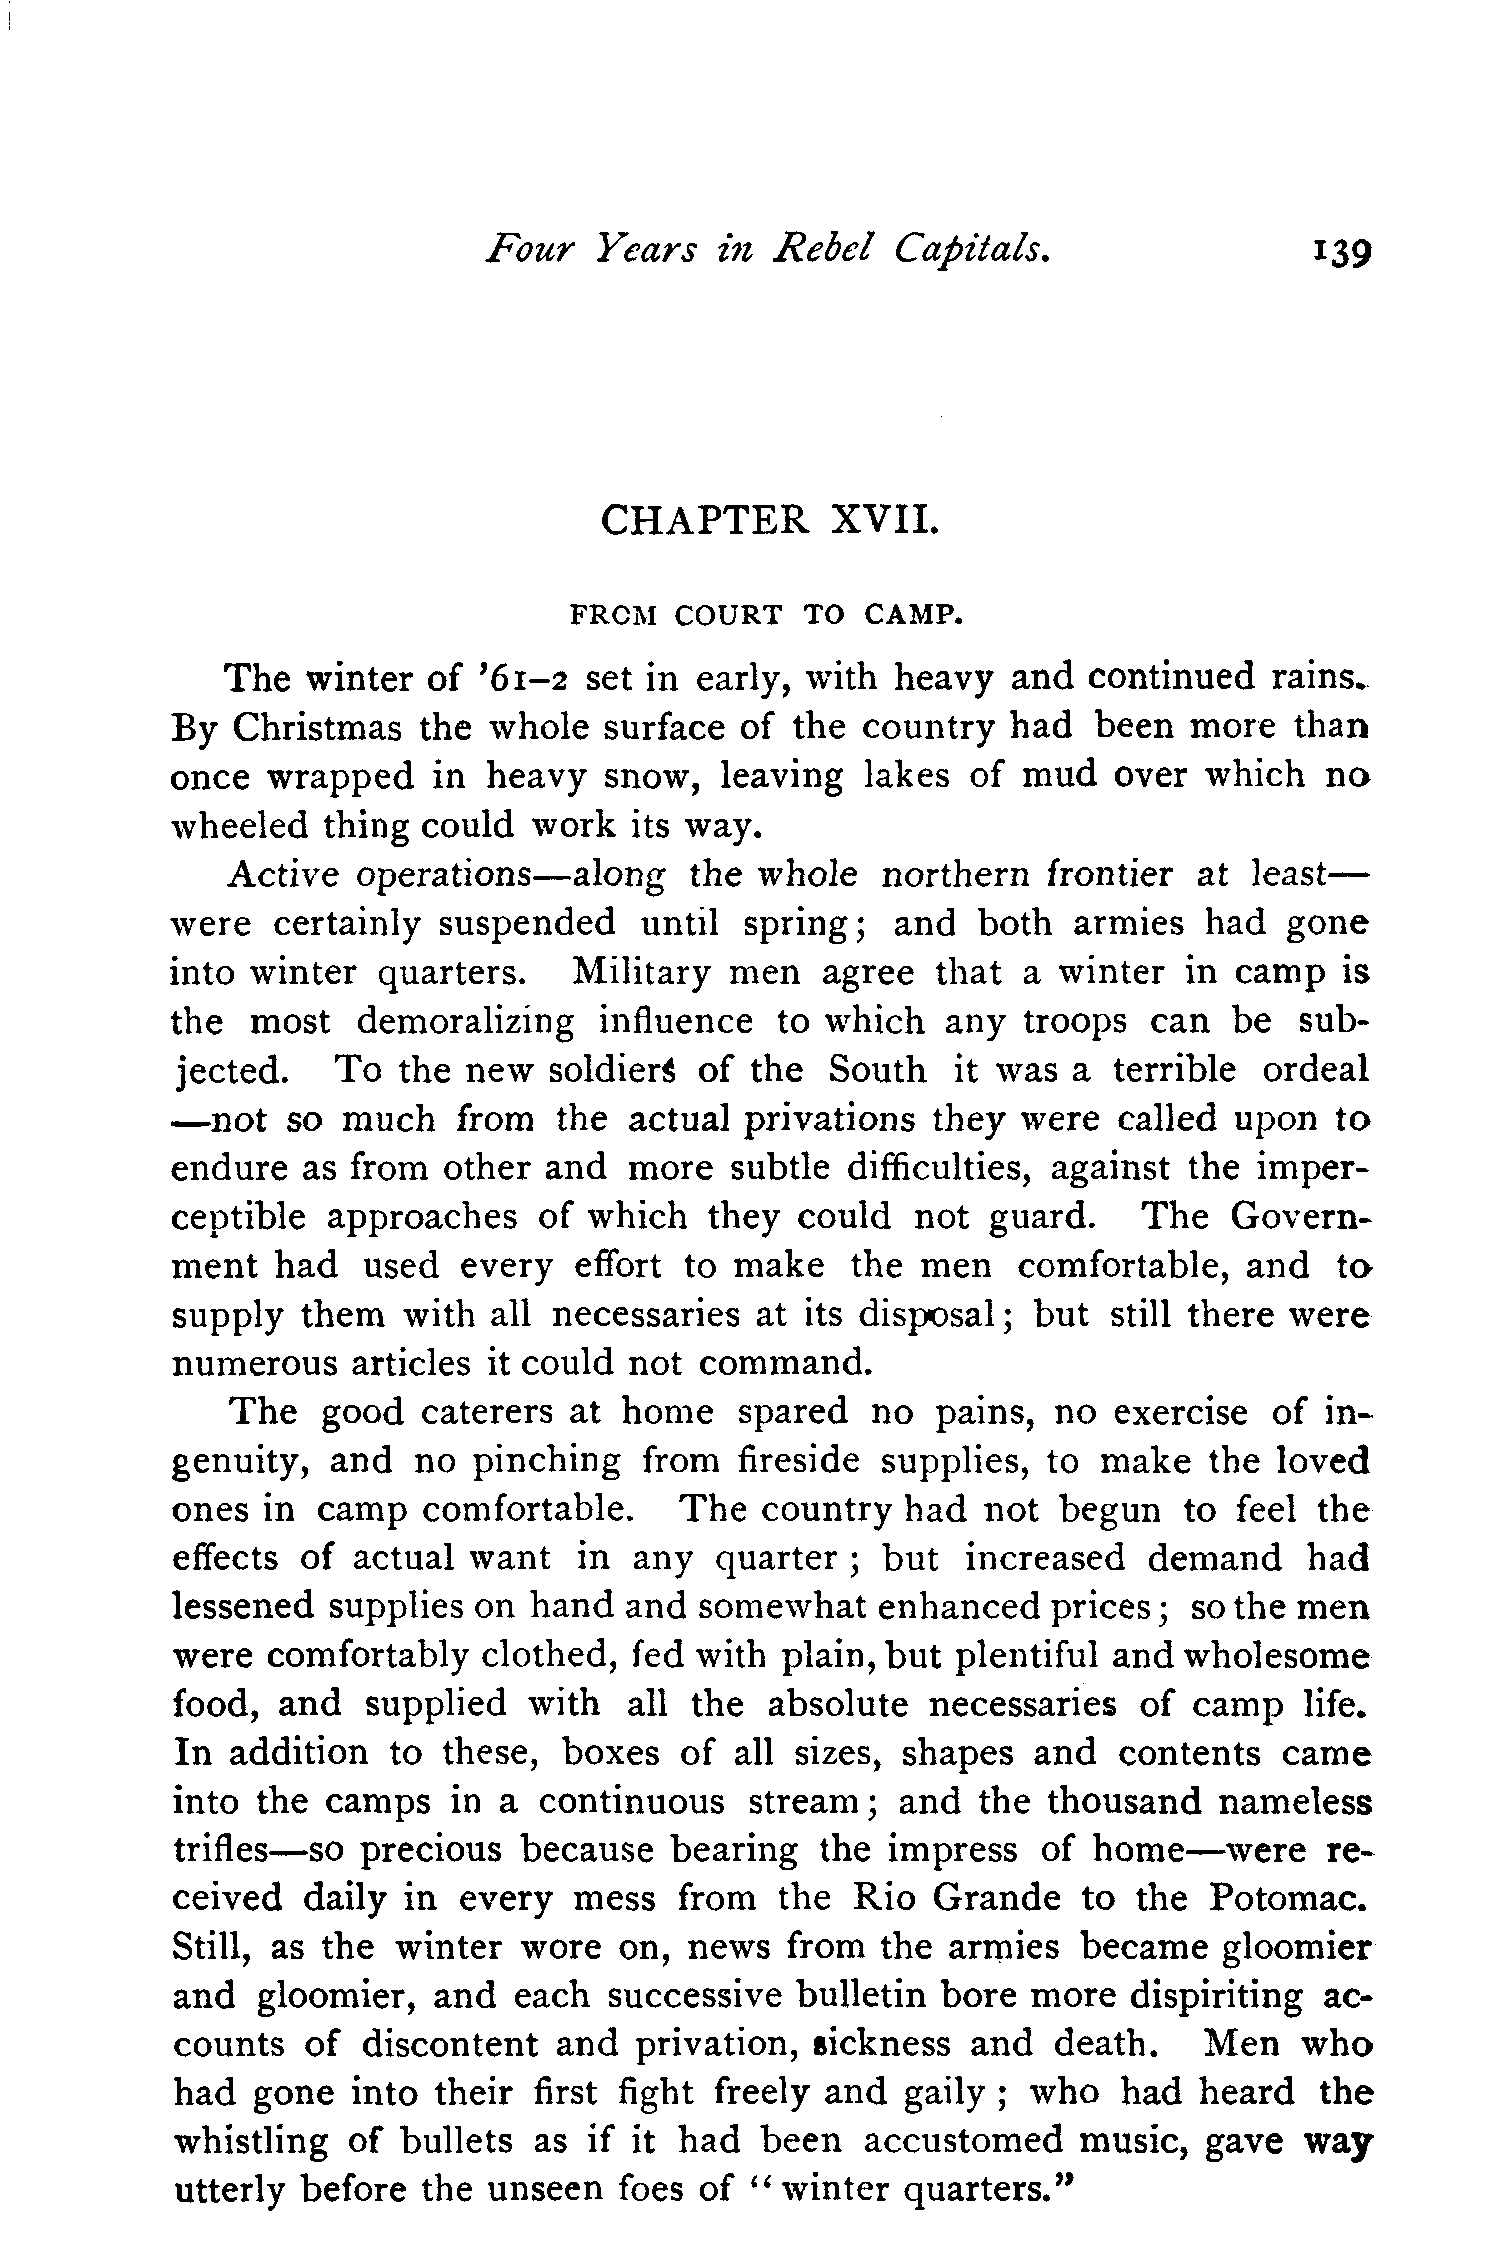 Four Years in Rebel Capitals. 139
CHAPTER XVII.
FROM COURT TO CAMP.
The winter of '61–2 set in early, with heavy and continued rains.
By Christmas the whole surface of the country had been more than
once wrapped in heavy snow, leaving lakes of mud over which no
wheeled thing could work its way.
Active operations—along the whole northern frontier at least—
were certainly suspended until spring; and both armies had gone
into winter quarters. Military men agree that a winter in camp is
the most demoralizing influence to which any troops can be sub-
jected. To the new soldiers of the South it was a terrible ordeal
—not so much from the actual privations they were called upon to
endure as from other and more subtle difficulties, against the imper-
ceptible approaches of which they could not guard. The Govern-
ment had used every effort to make the men comfortable, and to
supply them with all necessaries at its disposal; but still there were
numerous articles it could not command.
The good caterers at home spared no pains, no exercise of in-
genuity, and no pinching from fireside supplies, to make the loved
ones in camp comfortable. The country had not begun to feel the
effects of actual want in any quarter; but increased demand had
lessened supplies on hand and somewhat enhanced prices; so the men
were comfortably clothed, fed with plain, but plentiful and wholesome
food, and supplied with all the absolute necessaries of camp life.
In addition to these, boxes of all sizes, shapes and contents came
into the camps in a continuous stream; and the thousand nameless
trifles—so precious because bearing the impress of home—were re-
ceived daily in every mess from the Rio Grande to the Potomac.
Still, as the winter wore on, news from the armies became gloomier
and gloomier, and each successive bulletin bore more dispiriting ac-
counts of discontent and privation, sickness and death. Men who
had gone into their first fight freely and gaily; who had heard the
whistling of bullets as if it had been accustomed music, gave way
utterly before the unseen foes of "winter quarters."